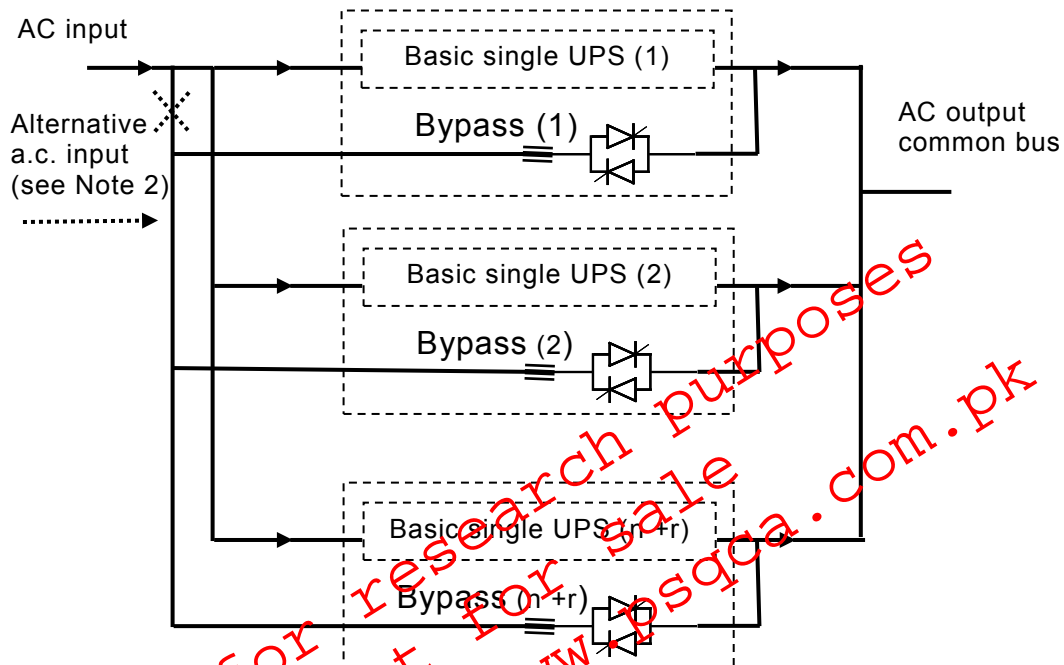 AC input
Basic single UPS (1)
Alternative
a.c. input
(see Note 2)
Bypass (1)
AC output
common bus
Basic single UPS (2)
Bypass (2)
Basic single UPS (n +r)
Bypass (n +r)
for research purposes
t for sale
w.psqca.com.pk